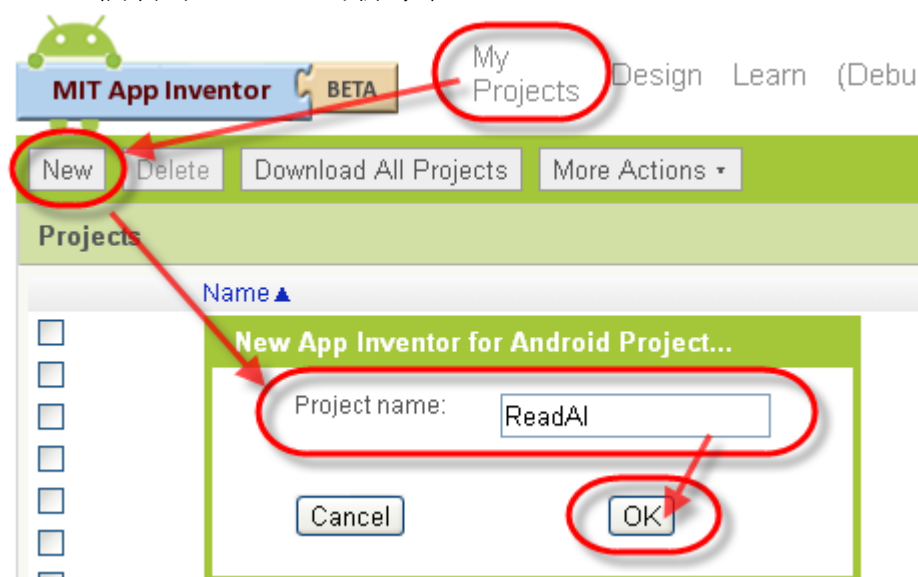 My
Projects
Design Learn (Debu
MIT App Inventor BETA
New Delete Download All Projects More Actions
Projects
Name
New App Inventor for Android Project...
Project name: ReadAI
Cancel OK